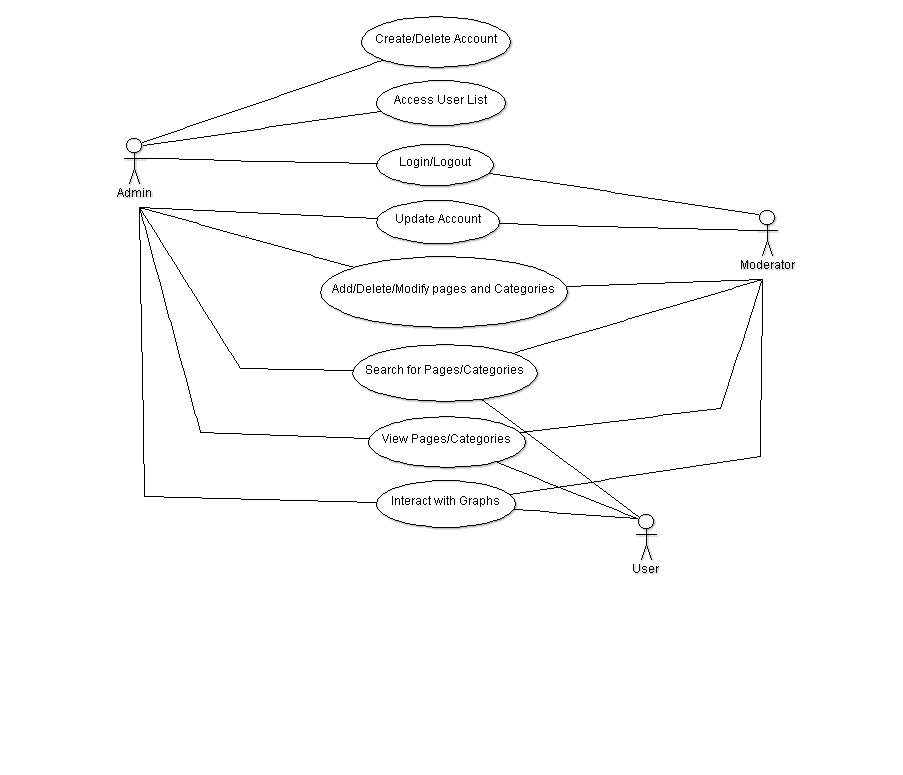 Create/Delete Account
Access User List
Login/Logout
Admin
Update Account
Moderator
Add/Delete/Modify pages and Categories
Search for Pages/Categories
View Pages/Categories
Interact with Graphs
User